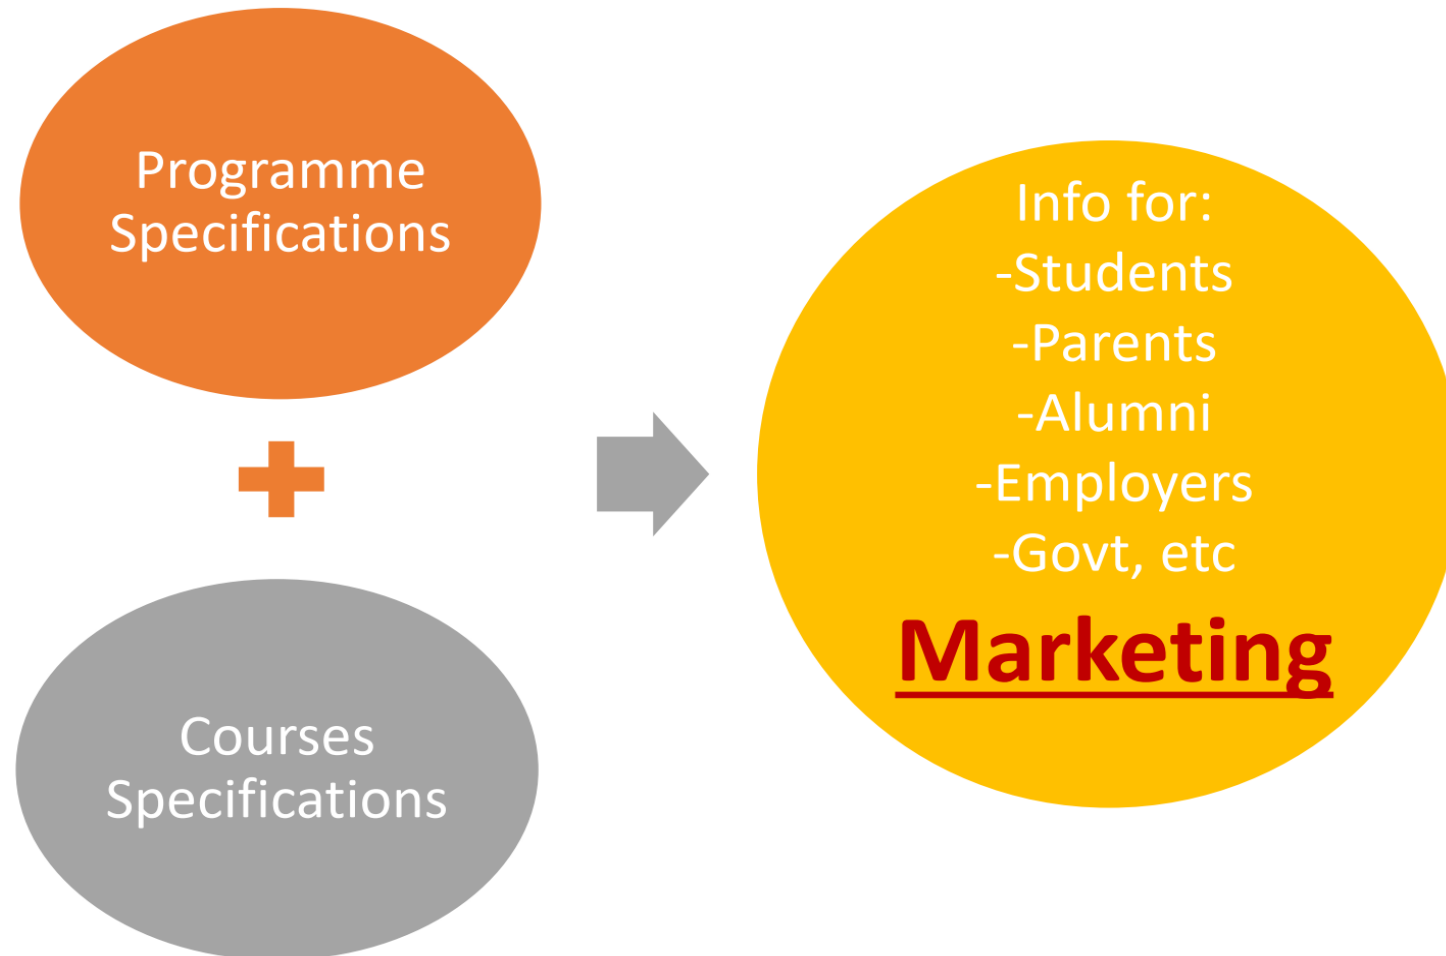 Programme
Specifications
Courses
Specifications
Info for:
-Students
-Parents
-Alumni
-Employers
-Govt, etc
Marketing